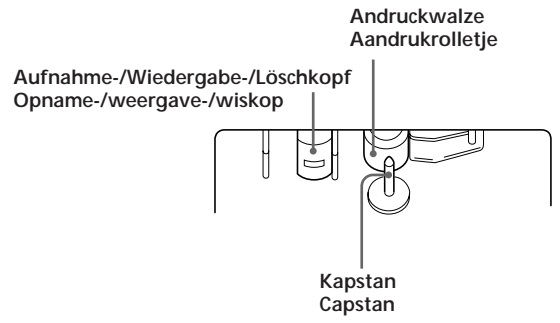 Andruckwalze
Aandrukrolletje
Aufnahme-/Wiedergabe-/Löschkopf
Opname-/weergave-/wiskop
Kapstan
Capstan